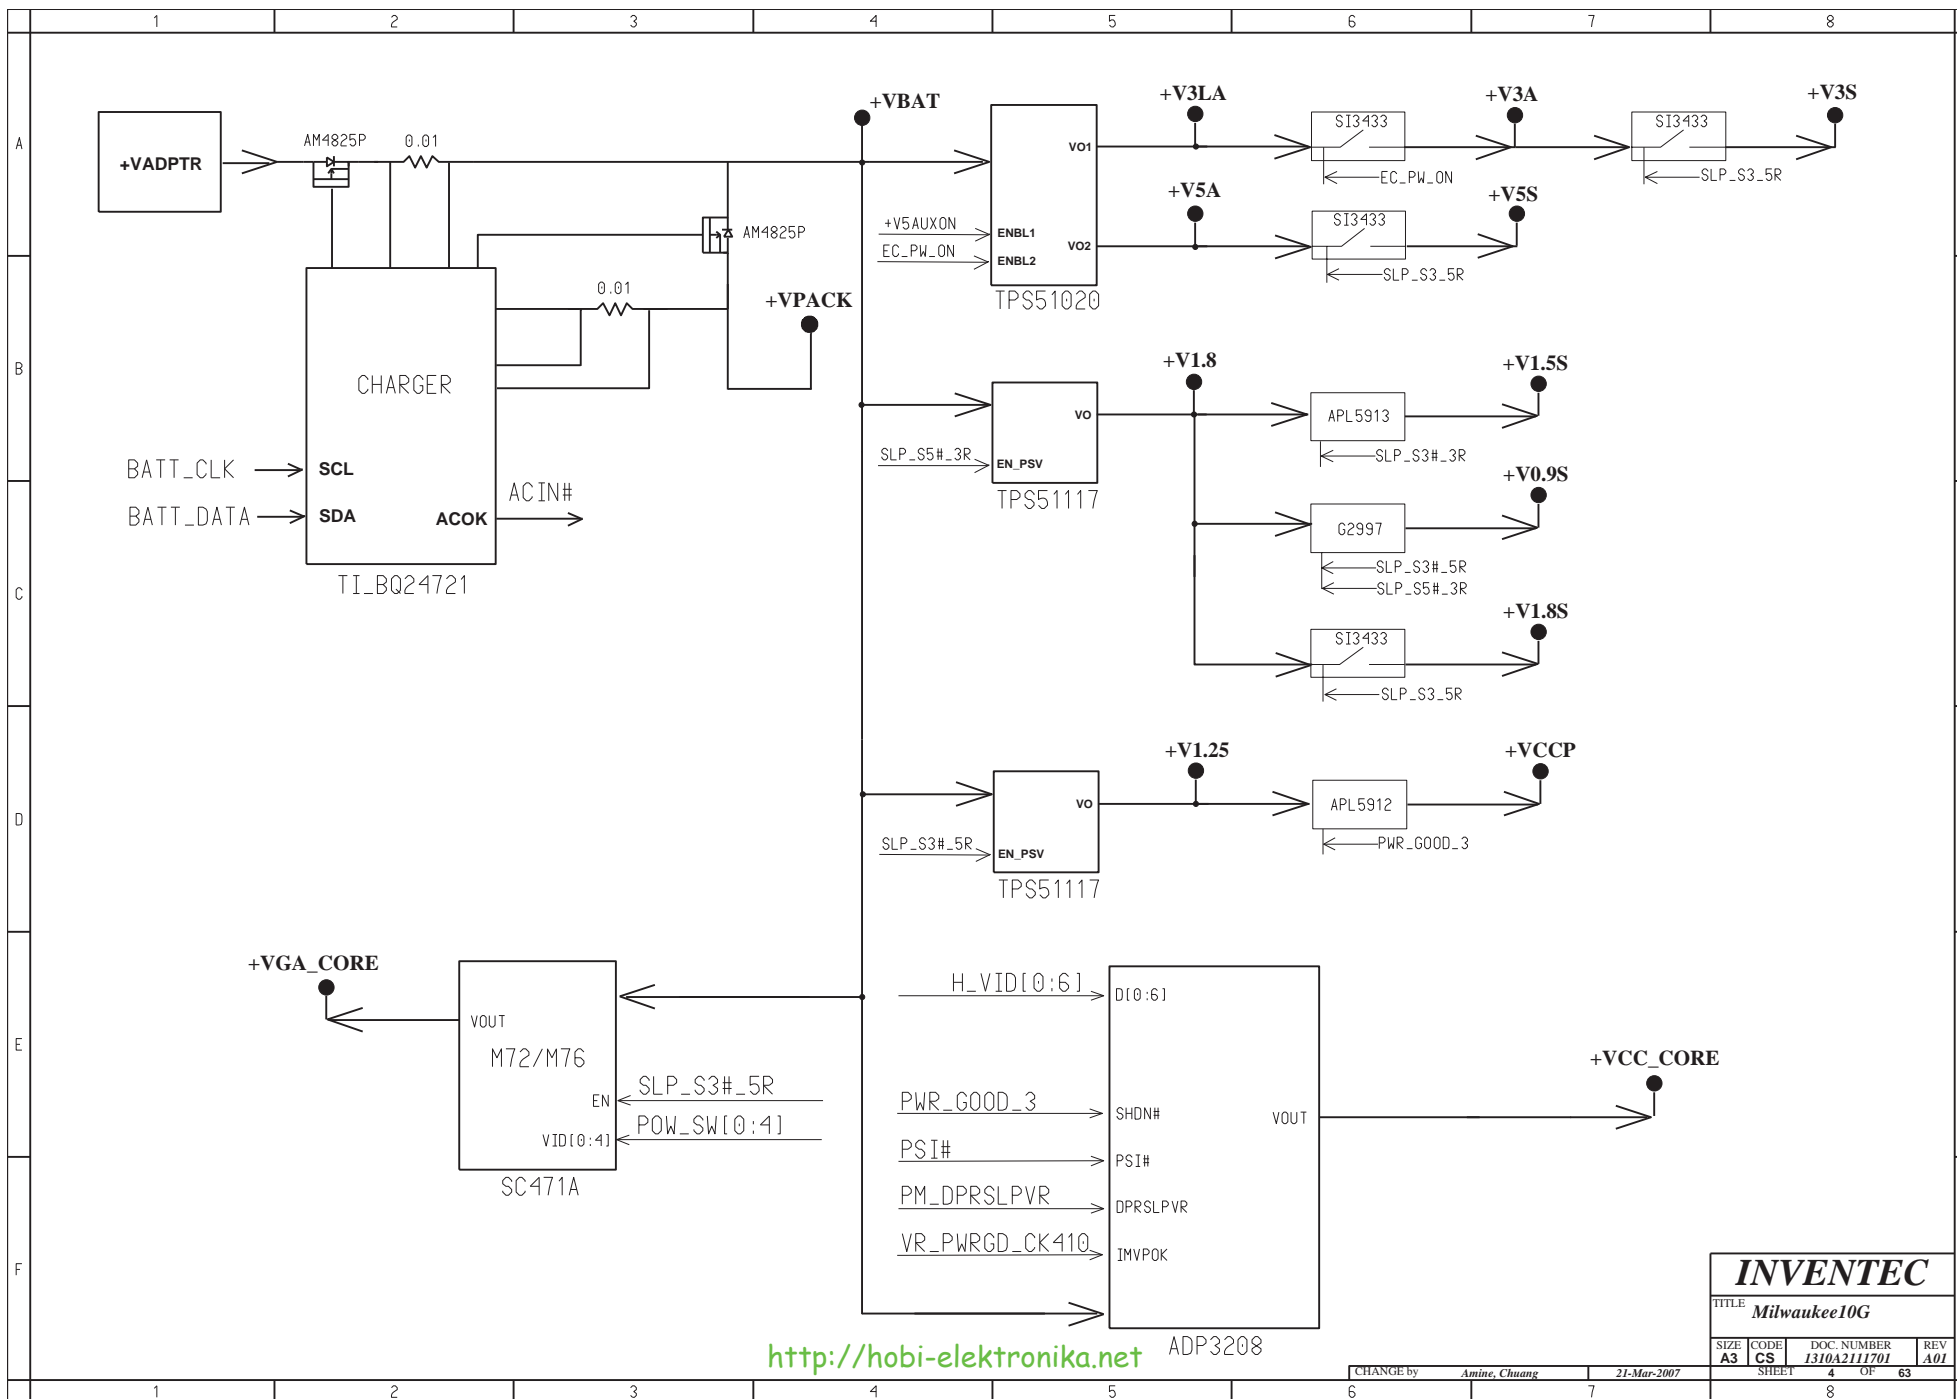 1 2 3 4 5 6 7 8
A
B
C
D
E
F
+VADPTR
AM4825P
0.01
+VBAT
AM4825P
0.01
+VPACK
CHARGER
BATT_CLK
SCL
BATT_DATA
SDA
ACOK
ACIN#
TI_BQ24721
+V5AUXON
EC_PW_ON
ENBL1
ENBL2
VO1
VO2
TPS51020
+V3LA
SI3433
EC_PW_ON
+V3A
SI3433
SLP_S3_5R
+V3S
+V5A
SI3433
SLP_S3_5R
+V5S
SLP_S5#_3R
EN_PSV
VO
TPS51117
+V1.8
APL5913
SLP_S3#_3R
+V1.5S
G2997
SLP_S3#_5R
SLP_S5#_3R
+V0.9S
SI3433
SLP_S3_5R
+V1.8S
SLP_S3#_5R
EN_PSV
VO
TPS51117
+V1.25
APL5912
PWR_GOOD_3
+VCCP
+VGA_CORE
VOUT
M72/M76
EN
SLP_S3#_5R
VID[0:4]
POW_SW[0:4]
SC471A
H_VID[0:6]
D[0:6]
PWR_GOOD_3
SHDN#
PSI#
PSI#
PM_DPRSLPVR
DPRSLPVR
VR_PWRGD_CK410
IMVPOK
VOUT
ADP3208
+VCC_CORE
http://hobi-elektronika.net
INVENTEC
TITLE
Milwaukee10G
SIZE CODE DOC. NUMBER REV
A3 CS 1310A2111701 A01
CHANGE by Amine, Chuang 21-Mar-2007 SHEET 4 OF 63
1 2 3 4 5 6 7 8